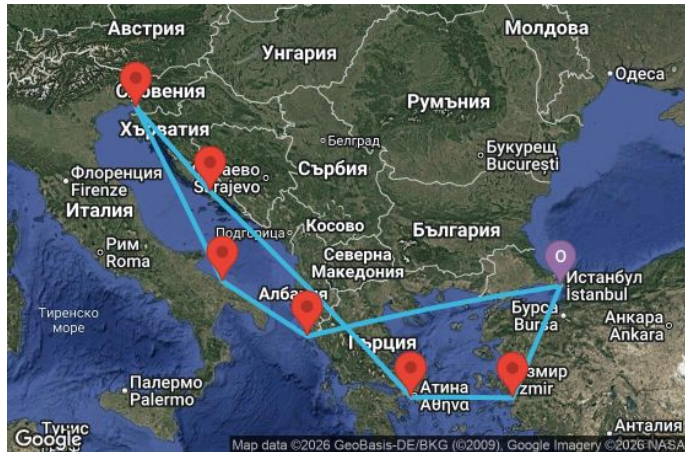 Австрия
Молдова
Унгария
Одеса
Словения
Румъния
Хърватия
Белград
Букурещ
București
Флоренция
Firenze
Сърбия
Sarajevo
Италия
Подгорица
Косово
България
Рим
Roma
Северна
Македония
O
Истанбул
İstanbul
Албания
Тиренско
море
Бурса
Bursa
Анкара
Ankara
Гърция
Измир
Izmir
Палермо
Palermo
Атина
Αθήνα
Анталия
Тунис
Google
Map data ©2026 GeoBasis-DE/BKG (©2009), Google Imagery ©2026 NASA